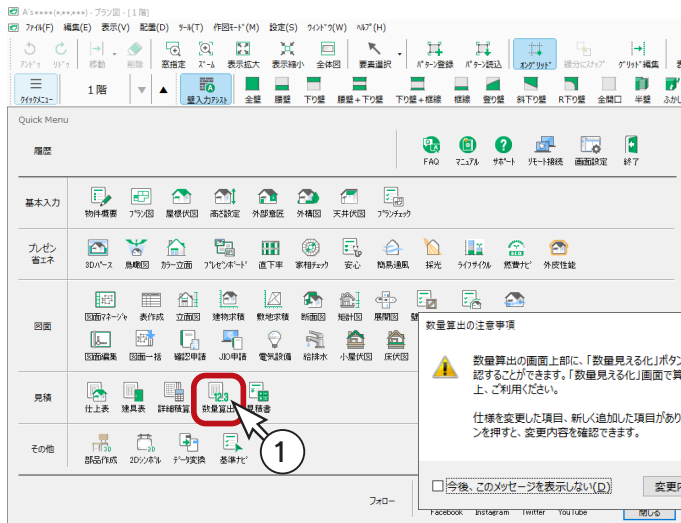 A's****(*.**.**) - プラン図 - [1 階]
ﾌｧｲﾙ(F) 編集(E) 表示(V) 配置(D) ﾂｰﾙ(T) 作図ﾓｰﾄﾞ(M) 設定(S) ｳｨﾝﾄﾞｳ(W) ﾍﾙﾌﾟ(H)
ｱﾝﾄﾞｩ ﾘﾄﾞｩ 移動 削除 窓指定 ｽﾞｰﾑ 表示拡大 表示縮小 全体図 要素選択 ﾊﾟﾀｰﾝ登録 ﾊﾟﾀｰﾝ読込 ｵﾝｸﾞﾘｯﾄﾞ 線分にｽﾅｯﾌﾟ ｸﾞﾘｯﾄﾞ編集
ｸｲｯｸﾒﾆｭｰ 1 階 ▼ ▲ 壁入力ｱｼｽﾄ 全壁 腰壁 下り壁 腰壁＋下り壁 下り壁＋框線 框線 登り壁 斜下り壁 R下り壁 全開口 半壁 ふかし
Quick Menu
履歴
FAQ ﾏﾆｭｱﾙ ｻﾎﾟｰﾄ ﾘﾓｰﾄ接続 画面設定 終了
基本入力
物件概要 ﾌﾟﾗﾝ図 屋根伏図 高さ設定 外部意匠 外構図 天井伏図 ﾌﾟﾗﾝﾁｪｯｸ
プレゼン
省エネ
3Dﾊﾟｰｽ 鳥瞰図 ｶﾗｰ立面 ﾌﾟﾚｾﾞﾝﾎﾞｰﾄﾞ 直下率 家相ﾁｪｯｸ 安心 簡易通風 採光 ﾗｲﾌｻｲｸﾙ 燃費ﾅﾋﾞ 外皮性能
図面
図面ﾏﾈｰｼﾞｬ 表作成 立面図 建物求積 敷地求積 断面図 矩計図 展開図
図面編集 図面一括 確認申請 JIO申請 電気設備 給排水 小屋伏図 床伏図
見積
仕上表 建具表 詳細積算 数量算出 見積書
123
1
その他
部品作成 2Dｼﾝﾎﾞﾙ ﾃﾞｰﾀ変換 基準ﾅﾋﾞ
数量算出の注意事項
数量算出の画面上部に、「数量見える化」ボタン
認することができます。「数量見える化」画面で算
上、ご利用ください。
仕様を変更した項目、新しく追加した項目があり
ンを押すと、変更内容を確認できます。
今後、このメッセージを表示しない(D)
変更内
フォロー
Facebook Instagram Twitter YouTube
閉じる